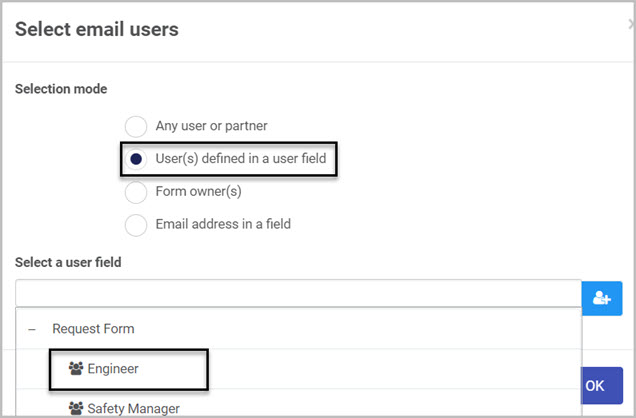 Select email users
Selection mode
Any user or partner
User(s) defined in a user field
Form owner(s)
Email address in a field
Select a user field
– Request Form
Engineer
OK
Safety Manager